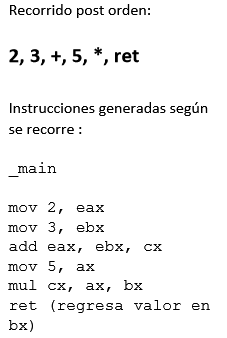 Recorrido post orden:
2, 3, +, 5, *, ret
Instrucciones generadas según
se recorre :
_main
mov 2, eax
mov 3, ebx
add eax, ebx, cx
mov 5, ax
mul cx, ax, bx
ret (regresa valor en
bx)